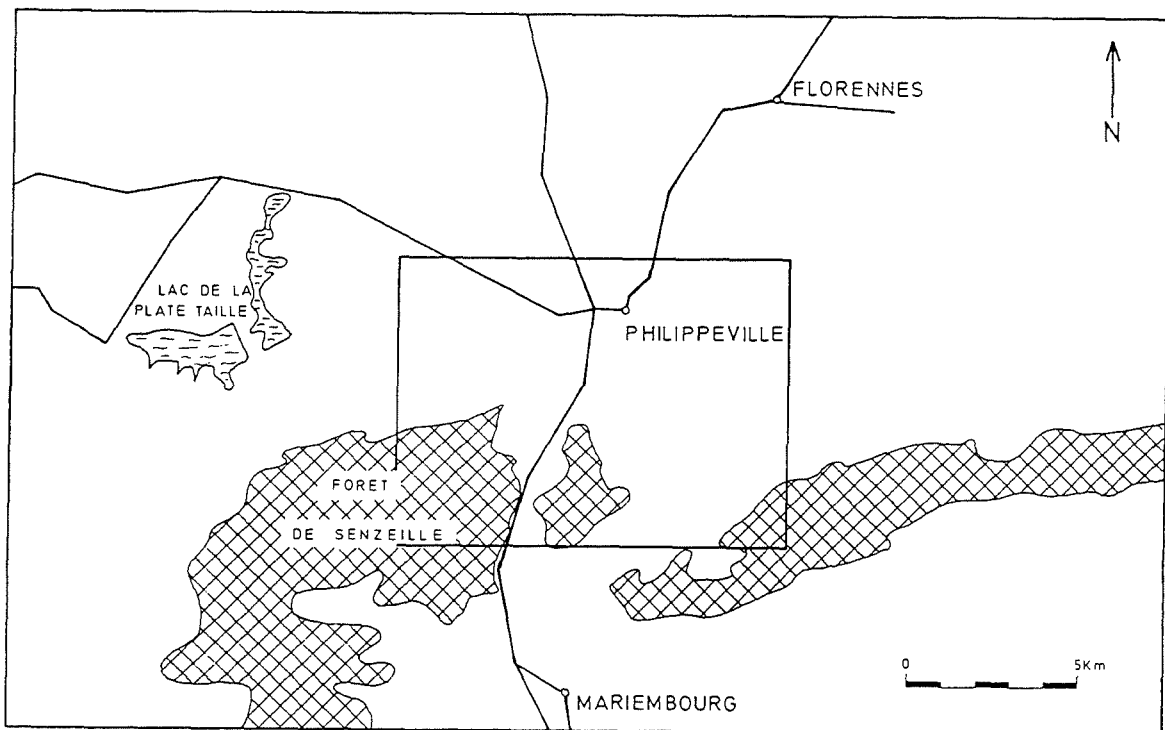 FLORENNES
N
LAC DE LA
PLATE TAILLE
PHILIPPEVILLE
FORET
DE SENZEILLE
0 5Km
MARIEMBOURG